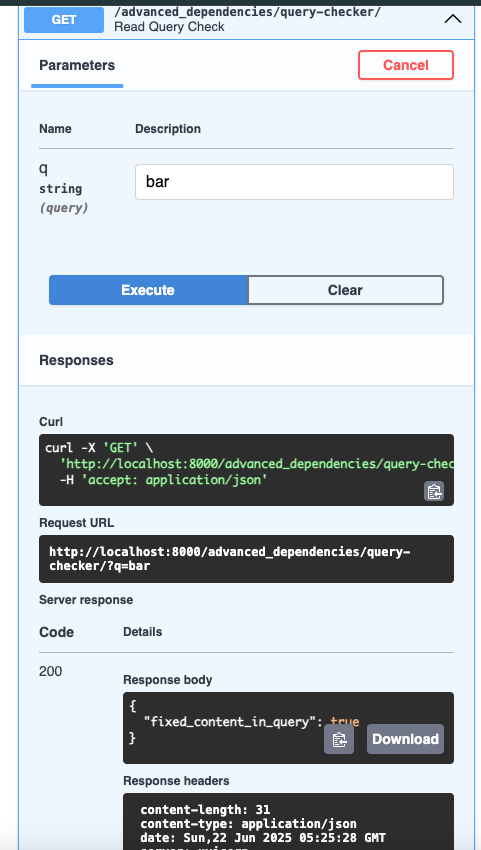 GET /advanced_dependencies/query-checker/
Read Query Check
Parameters
Cancel
Name Description
q
string
(query)
bar
Execute Clear
Responses
Curl
curl -X 'GET' \
'http://localhost:8000/advanced_dependencies/query-chec
-H 'accept: application/json'
Request URL
http://localhost:8000/advanced_dependencies/query-
checker/?q=bar
Server response
Code Details
200
Response body
{
"fixed_content_in_query": true
}
Download
Response headers
content-length: 31
content-type: application/json
date: Sun,22 Jun 2025 05:25:28 GMT